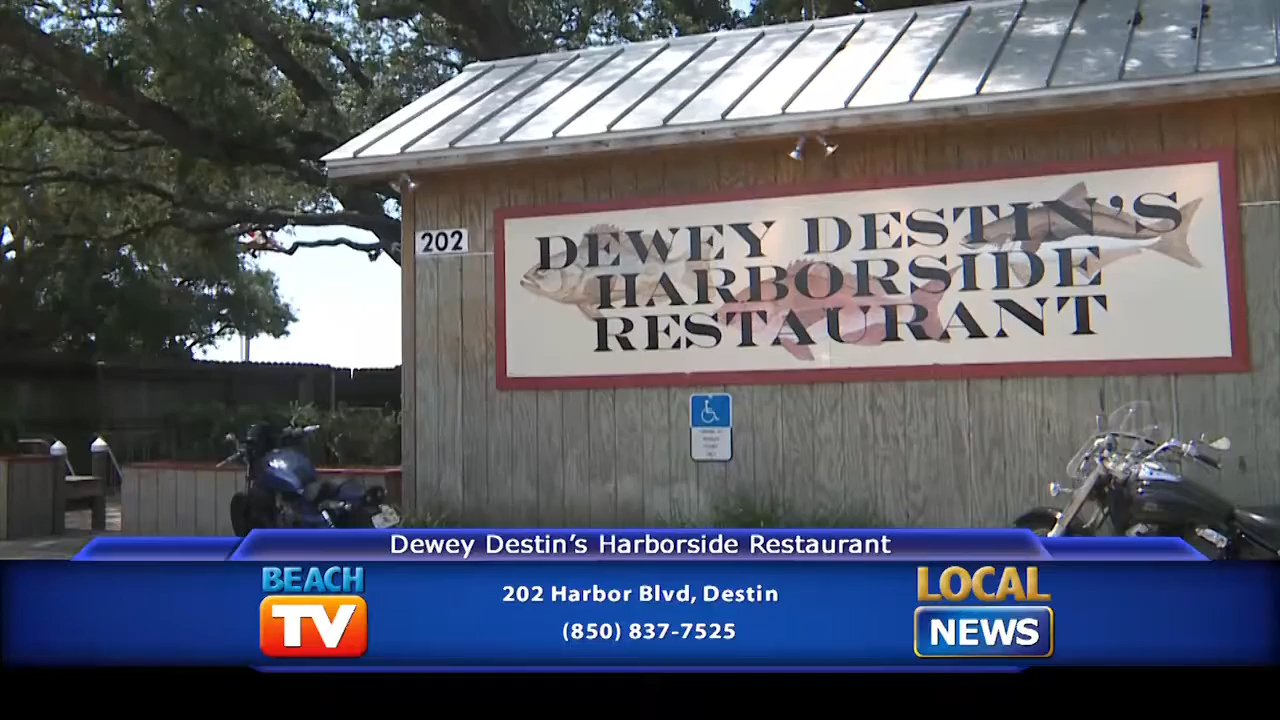 202
DEWEY DESTIN'S
HARBORSIDE
RESTAURANT
Dewey Destin's Harborside Restaurant
BEACH
TV
202 Harbor Blvd, Destin
(850) 837-7525
LOCAL
NEWS